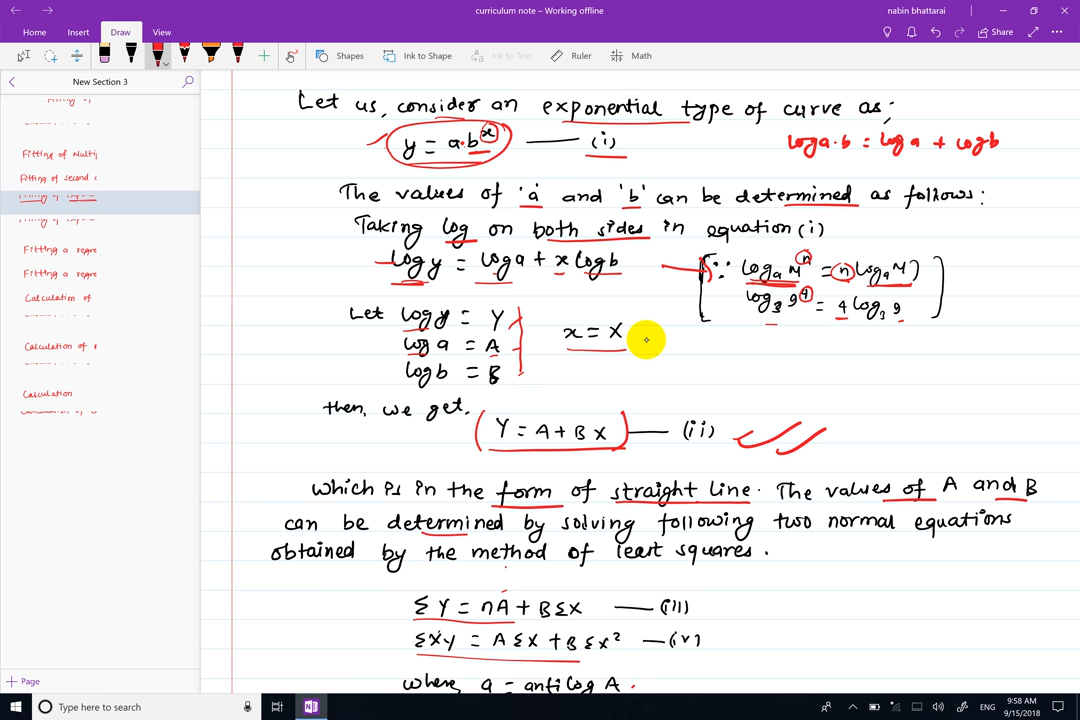 curriculum note – Working offline
nabin bhattarai
Home Insert Draw View
Share
Shapes Ink to Shape Ink to Text Ruler Math
New Section 3
Fitting of Multi
Fitting of second
Fitting a regre
Fitting a regre
Calculation of
Calculation of
Calculation
Page
Let us, consider an exponential type of curve as;
y = a·b^x —— (i)
log a·b = log a + log b
The values of 'a' and 'b' can be determined as follows:
Taking log on both sides in equation (i)
log y = log a + x log b
[∵ log_a M^n = n log_a M)
log_3 9^4 = 4 log_3 9 ]
Let log y = Y
log a = A
x = X
log b = B
then, we get,
Y = A + B X —— (ii)
which is in the form of straight line. The values of A and B
can be determined by solving following two normal equations
obtained by the method of least squares.
ΣY = nA + BΣX —— (iii)
ΣXY = AΣX + BΣX² —— (iv)
where, a = antilog A
Type here to search
ENG
9:58 AM
9/15/2018